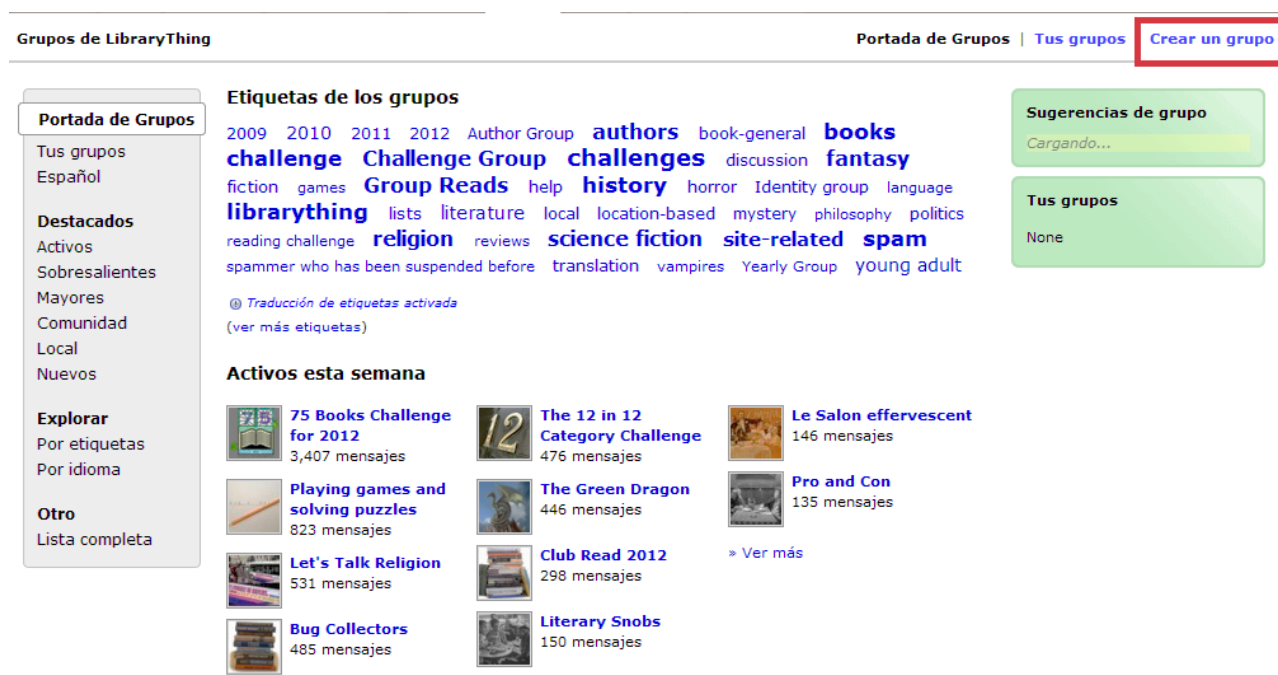 Grupos de LibraryThing
Portada de Grupos | Tus grupos Crear un grupo
Portada de Grupos
Tus grupos
Español
Destacados
Activos
Sobresalientes
Mayores
Comunidad
Local
Nuevos
Explorar
Por etiquetas
Por idioma
Otro
Lista completa
Etiquetas de los grupos
2009 2010 2011 2012 Author Group authors book-general books
challenge Challenge Group challenges discussion fantasy
fiction games Group Reads help history horror Identity group language
librarything lists literature local location-based mystery philosophy politics
reading challenge religion reviews science fiction site-related spam
spammer who has been suspended before translation vampires Yearly Group young adult
Traducción de etiquetas activada
(ver más etiquetas)
Activos esta semana
75 Books Challenge
for 2012
3,407 mensajes
Playing games and
solving puzzles
823 mensajes
Let's Talk Religion
531 mensajes
Bug Collectors
485 mensajes
The 12 in 12
Category Challenge
476 mensajes
The Green Dragon
446 mensajes
Club Read 2012
298 mensajes
Literary Snobs
150 mensajes
Le Salon effervescent
146 mensajes
Pro and Con
135 mensajes
» Ver más
Sugerencias de grupo
Cargando...
Tus grupos
None